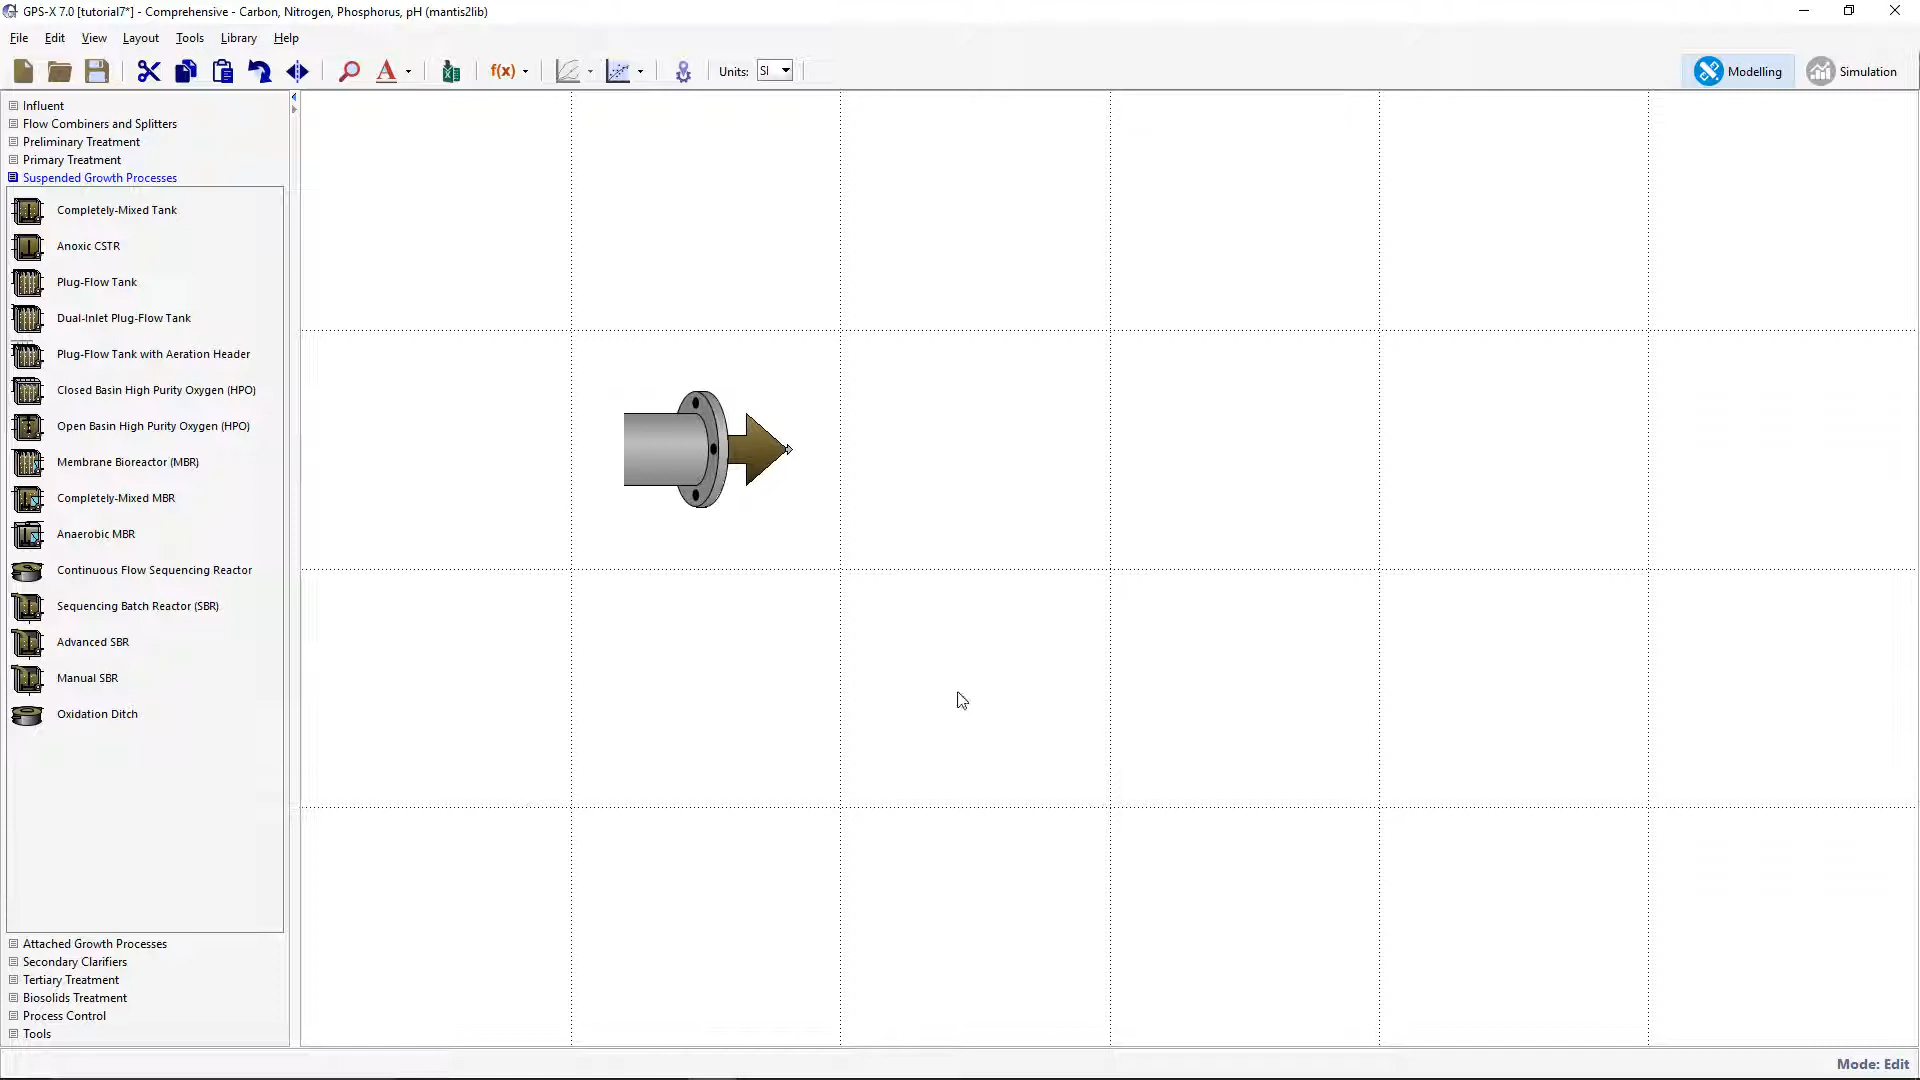 GPS-X 7.0 [tutorial7*] - Comprehensive - Carbon, Nitrogen, Phosphorus, pH (mantis2lib)
File Edit View Layout Tools Library Help
A f(x) Units: SI Modelling Simulation
Influent
Flow Combiners and Splitters
Preliminary Treatment
Primary Treatment
Suspended Growth Processes
Completely-Mixed Tank
Anoxic CSTR
Plug-Flow Tank
Dual-Inlet Plug-Flow Tank
Plug-Flow Tank with Aeration Header
Closed Basin High Purity Oxygen (HPO)
Open Basin High Purity Oxygen (HPO)
Membrane Bioreactor (MBR)
Completely-Mixed MBR
Anaerobic MBR
Continuous Flow Sequencing Reactor
Sequencing Batch Reactor (SBR)
Advanced SBR
Manual SBR
Oxidation Ditch
Attached Growth Processes
Secondary Clarifiers
Tertiary Treatment
Biosolids Treatment
Process Control
Tools
Mode: Edit